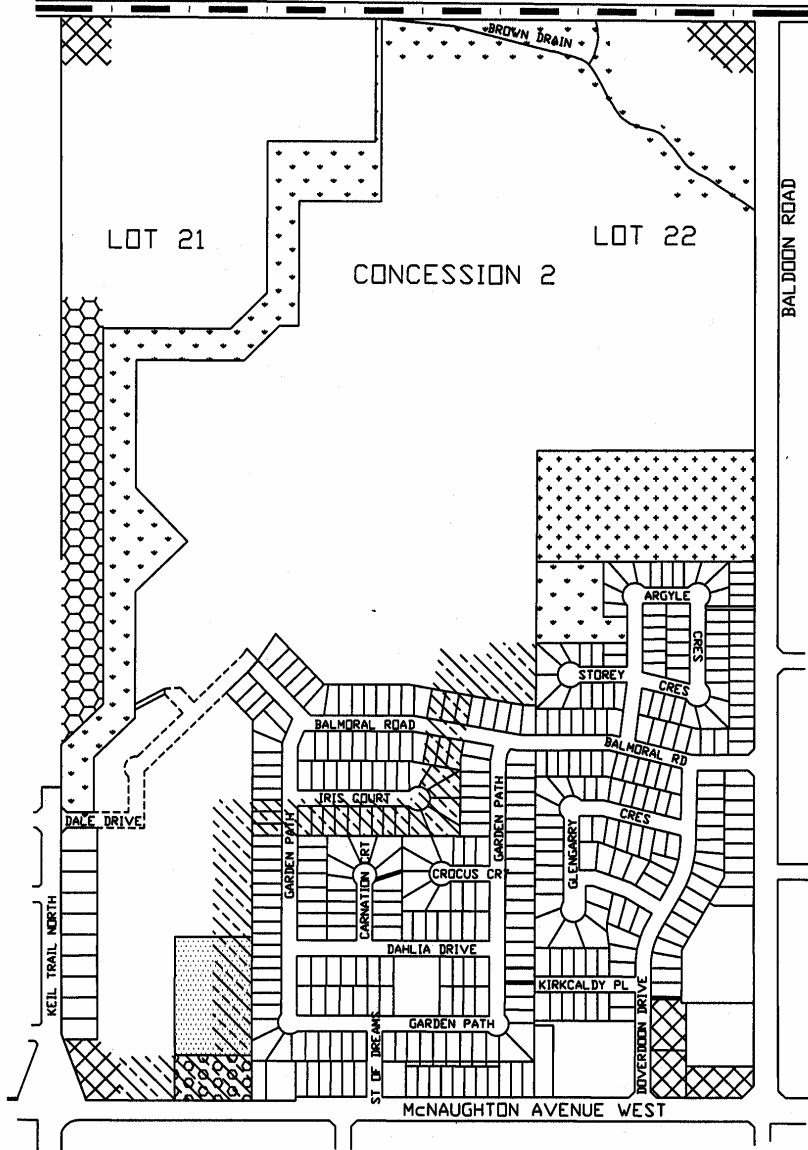 BROWN DRAIN
BALDOON ROAD
LOT 21
LOT 22
CONCESSION 2
ARGYLE
CRES
STOREY
CRES
BALMORAL ROAD
BALMORAL RD
IRIS COURT
GARDEN PATH
GARDEN PATH
CRES
GLENGARRY
DALE DRIVE
CARNATION CRT
CROCUS CRT
KEIL TRAIL NORTH
DAHLIA DRIVE
KIRKCALDY PL
GARDEN PATH
ST OF DREAMS
DOVERDOON DRIVE
McNAUGHTON AVENUE WEST